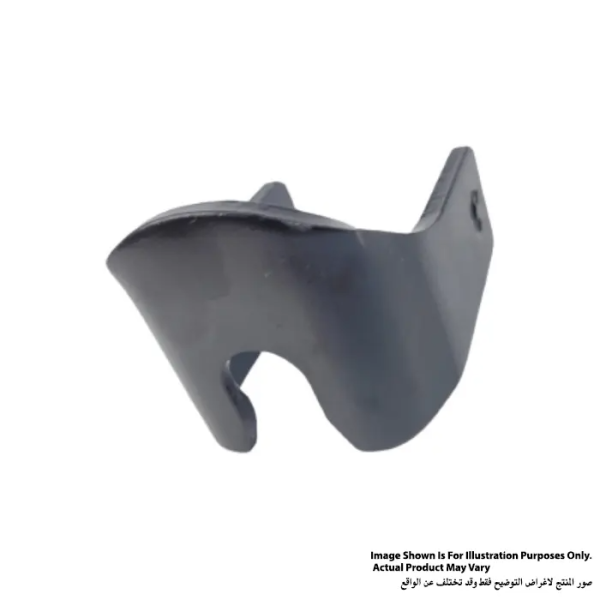 Image Shown Is For Illustration Purposes Only.
Actual Product May Vary
صور المنتج لاغراض التوضيح فقط وقد تختلف عن الواقع